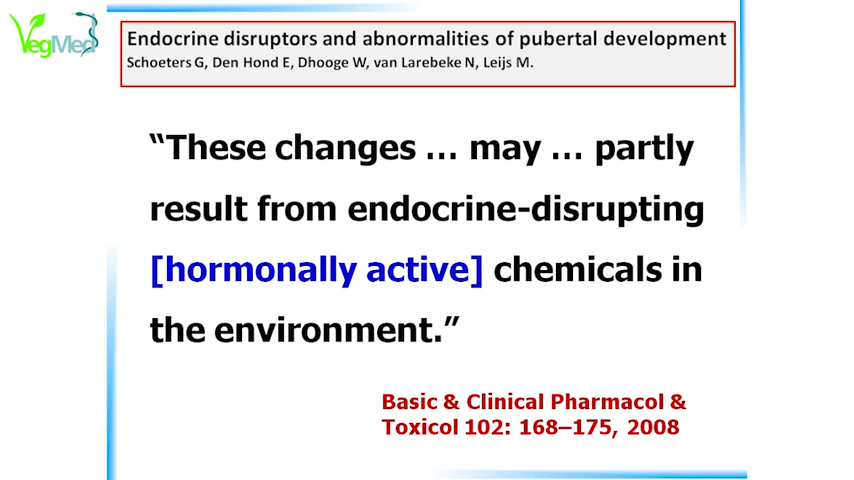 VegMed
Endocrine disruptors and abnormalities of pubertal development
Schoeters G, Den Hond E, Dhooge W, van Larebeke N, Leijs M.
“These changes … may … partly
result from endocrine-disrupting
[hormonally active] chemicals in
the environment.”
Basic & Clinical Pharmacol &
Toxicol 102: 168–175, 2008